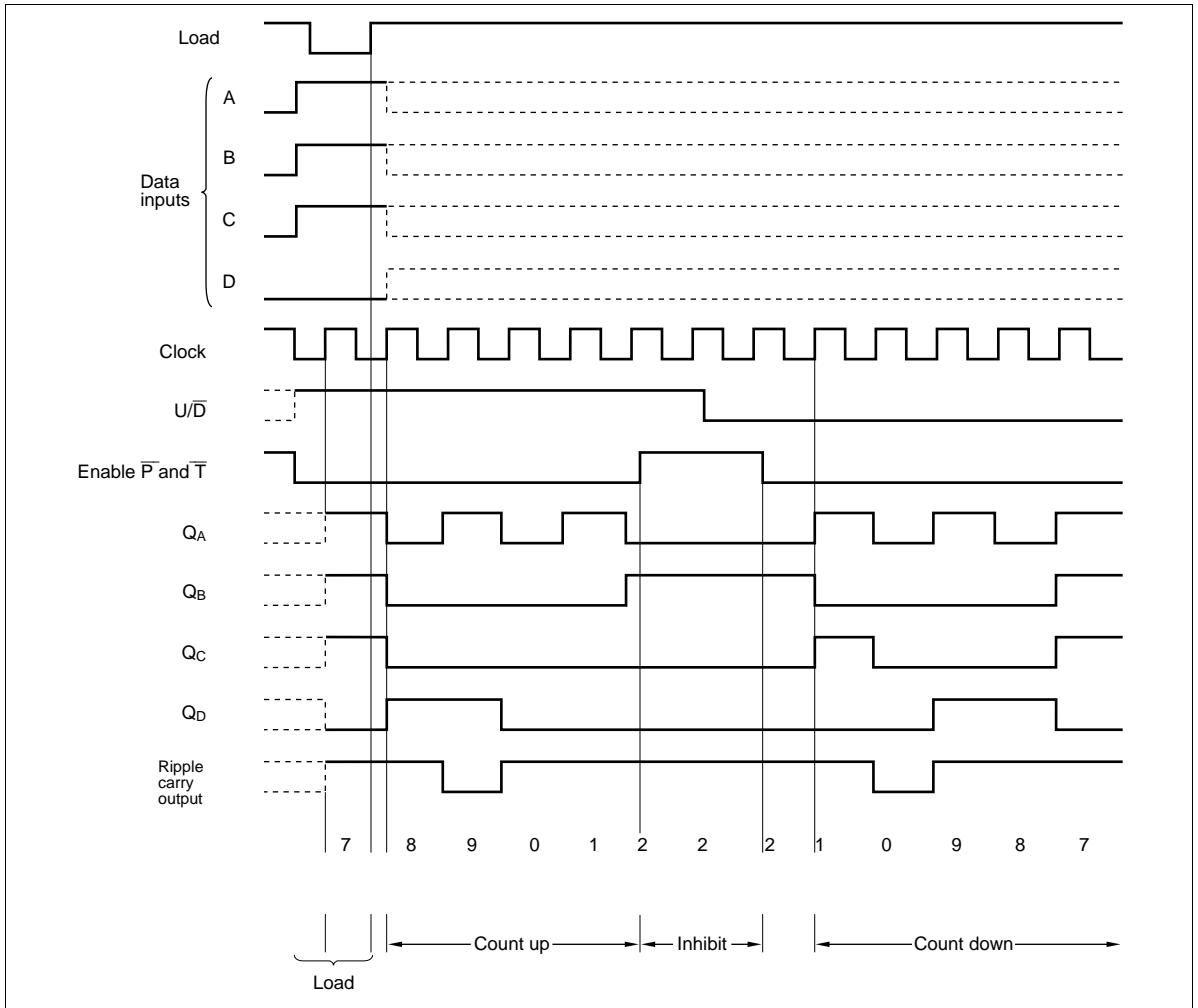 Load
A
B
Data
inputs
C
D
Clock
U/D̅
Enable P̅ and T̅
QA
QB
QC
QD
Ripple
carry
output
7 8 9 0 1 2 2 2 1 0 9 8 7
Count up Inhibit Count down
Load